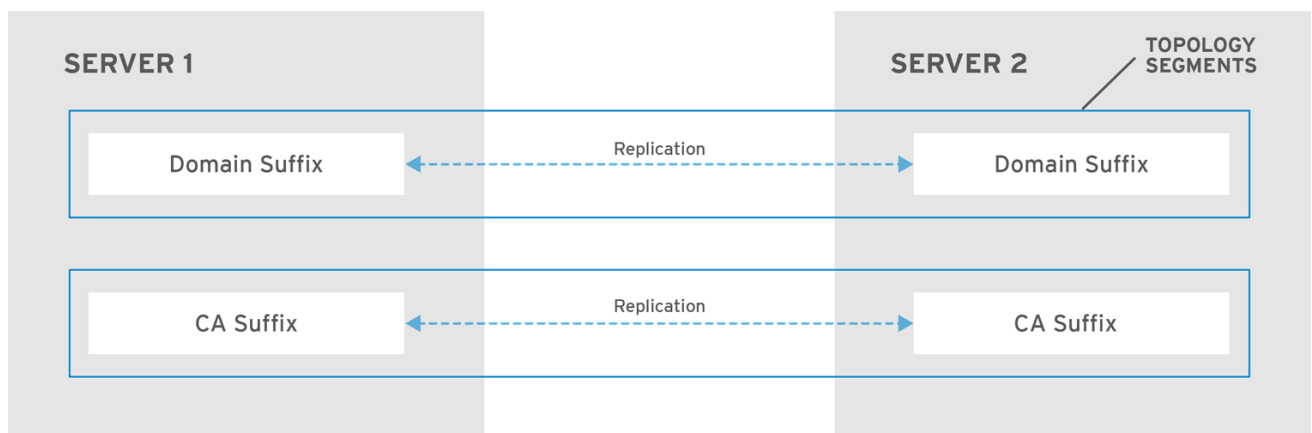 SERVER 1
SERVER 2
TOPOLOGY
SEGMENTS
Domain Suffix
Replication
Domain Suffix
CA Suffix
Replication
CA Suffix